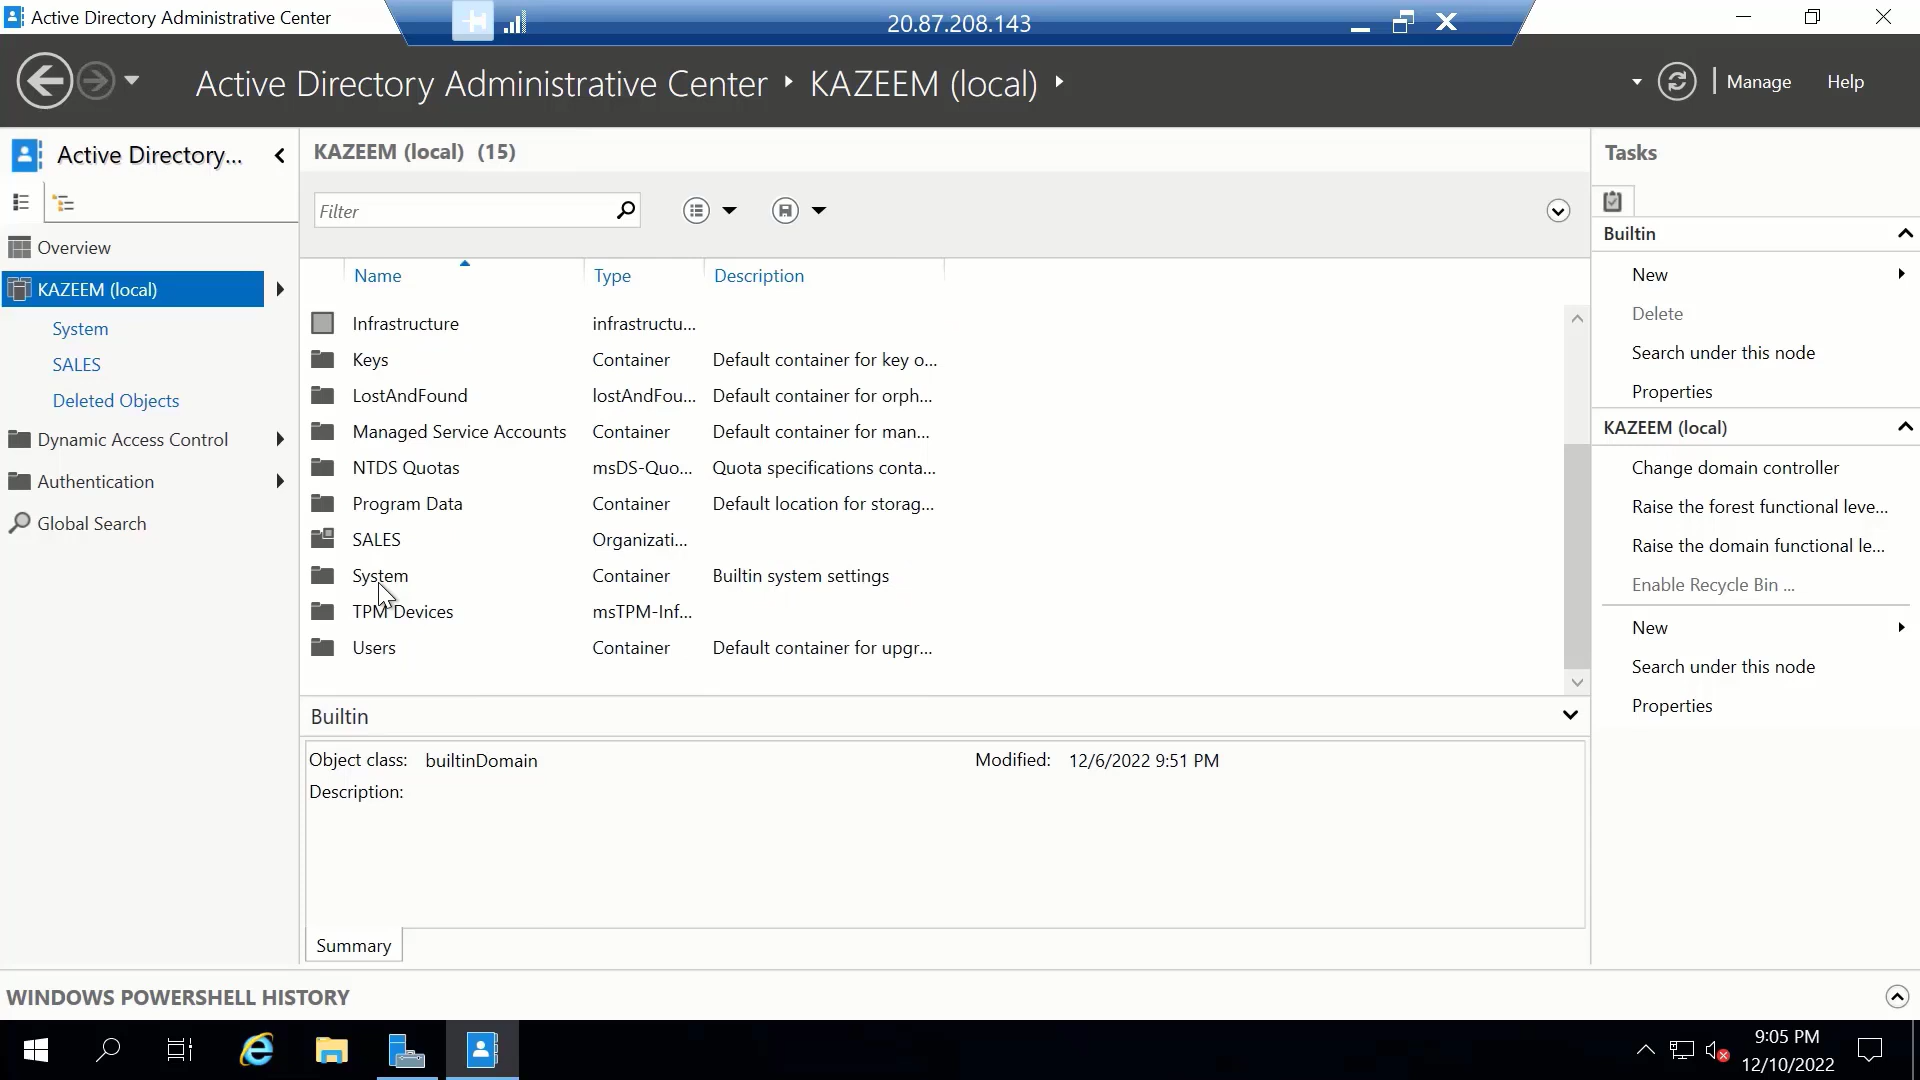 Active Directory Administrative Center
20.87.208.143
Active Directory Administrative Center KAZEEM (local)
Manage
Help
Active Directory...
KAZEEM (local) (15)
Tasks
Filter
Overview
KAZEEM (local)
System
SALES
Deleted Objects
Dynamic Access Control
Authentication
Global Search
Name Type Description
Infrastructure infrastructu...
Keys Container Default container for key o...
LostAndFound lostAndFou... Default container for orph...
Managed Service Accounts Container Default container for man...
NTDS Quotas msDS-Quo... Quota specifications conta...
Program Data Container Default location for storag...
SALES Organizati...
System Container Builtin system settings
TPM Devices msTPM-Inf...
Users Container Default container for upgr...
Builtin
Object class: builtinDomain Modified: 12/6/2022 9:51 PM
Description:
Summary
Builtin
New
Delete
Search under this node
Properties
KAZEEM (local)
Change domain controller
Raise the forest functional leve...
Raise the domain functional le...
Enable Recycle Bin ...
New
Search under this node
Properties
WINDOWS POWERSHELL HISTORY
9:05 PM
12/10/2022